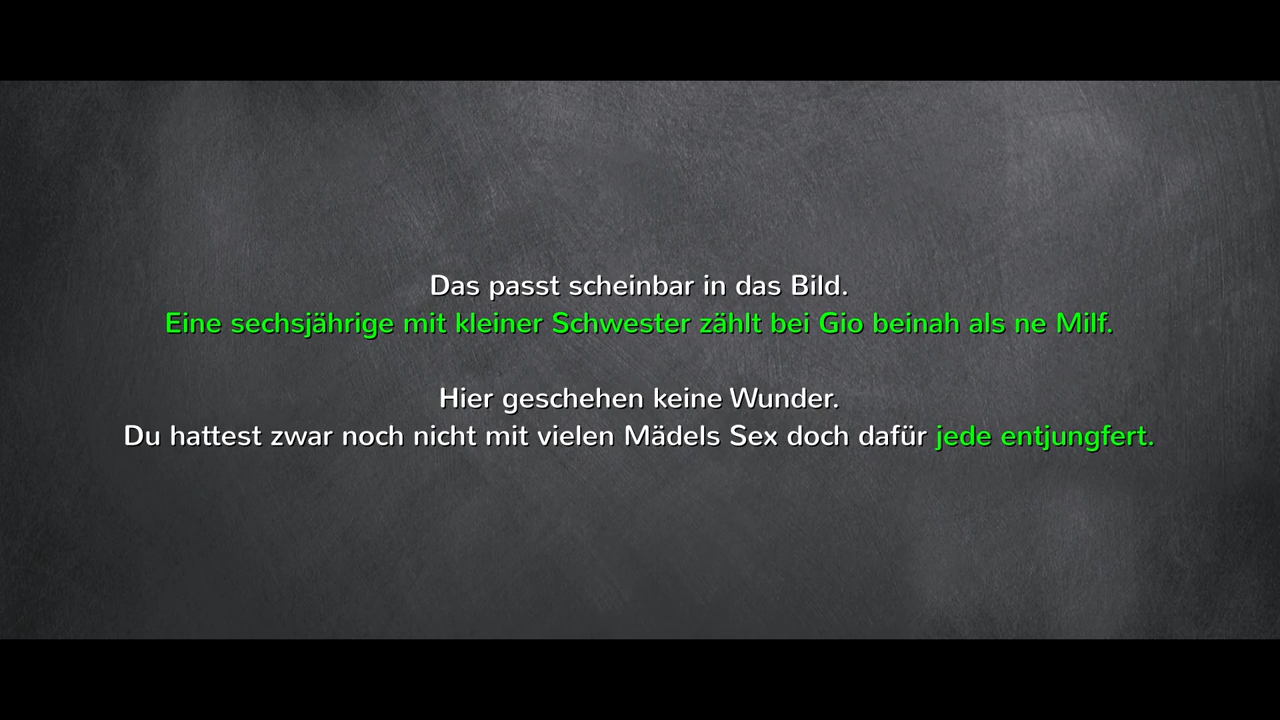 Das passt scheinbar in das Bild.
Eine sechsjährige mit kleiner Schwester zählt bei Gio beinah als ne Milf.
Hier geschehen keine Wunder.
Du hattest zwar noch nicht mit vielen Mädels Sex doch dafür jede entjungfert.